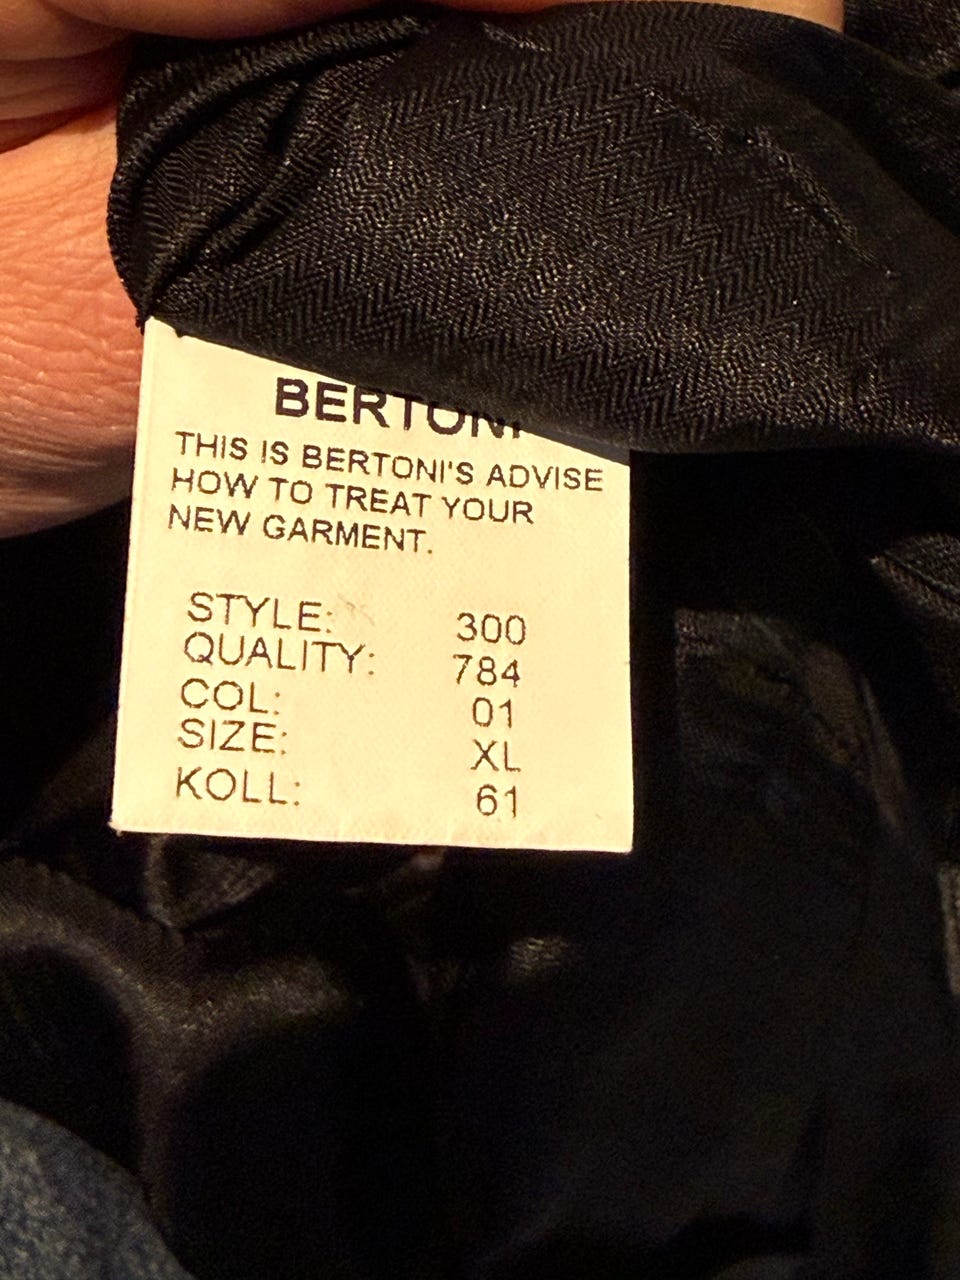 BERTONI
THIS IS BERTONI'S ADVISE
HOW TO TREAT YOUR
NEW GARMENT.
STYLE: 300
QUALITY: 784
COL: 01
SIZE: XL
KOLL: 61